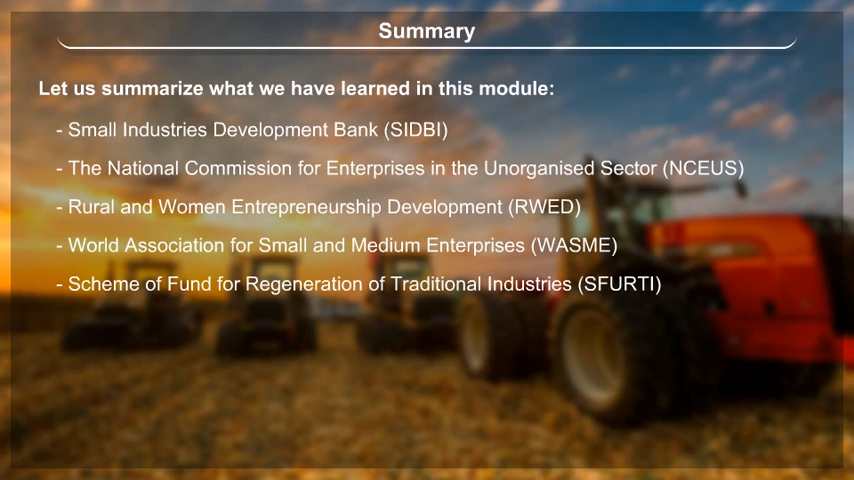 Summary
Let us summarize what we have learned in this module:
- Small Industries Development Bank (SIDBI)
- The National Commission for Enterprises in the Unorganised Sector (NCEUS)
- Rural and Women Entrepreneurship Development (RWED)
- World Association for Small and Medium Enterprises (WASME)
- Scheme of Fund for Regeneration of Traditional Industries (SFURTI)